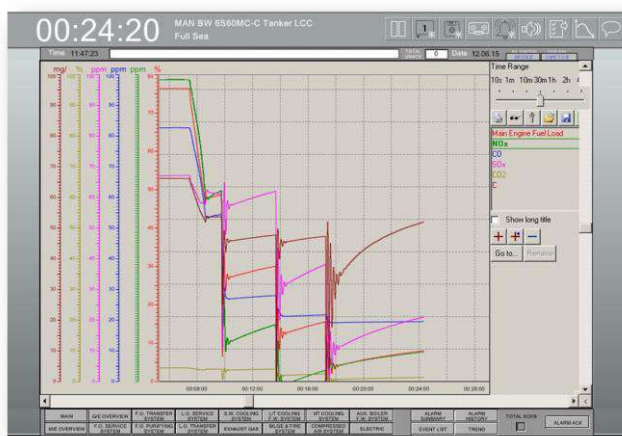 00:24:20
MAN BW 5S60MC-C Tanker LCC
Full Sea
Time 11:47:23
0 Date 12.06.15
Time Range
10s 1m 10m 30m 1h 2h
mg/ % ppm ppm ppm %
Main Engine Fuel Load
NOx
CO
SOx
CO2
C
Show long title
Go to... Rename
00:08:00 00:12:00 00:16:00 00:20:00 00:24:00 00:28:00
MAIN G/E OVERVIEW F.O. TRANSFER SYSTEM L.O. SERVICE SYSTEM S.W. COOLING SYSTEM L/T COOLING F.W. SYSTEM H/T COOLING SYSTEM AUX. BOILER F.W. SYSTEM ALARM SUMMARY ALARM HISTORY
M/E OVERVIEW F.O. SERVICE SYSTEM F.O. PURIFYING SYSTEM L.O. TRANSFER SYSTEM EXHAUST GAS BILGE & FIRE SYSTEM COMPRESSED AIR SYSTEM ELECTRIC EVENT LIST TREND ALARM ACK